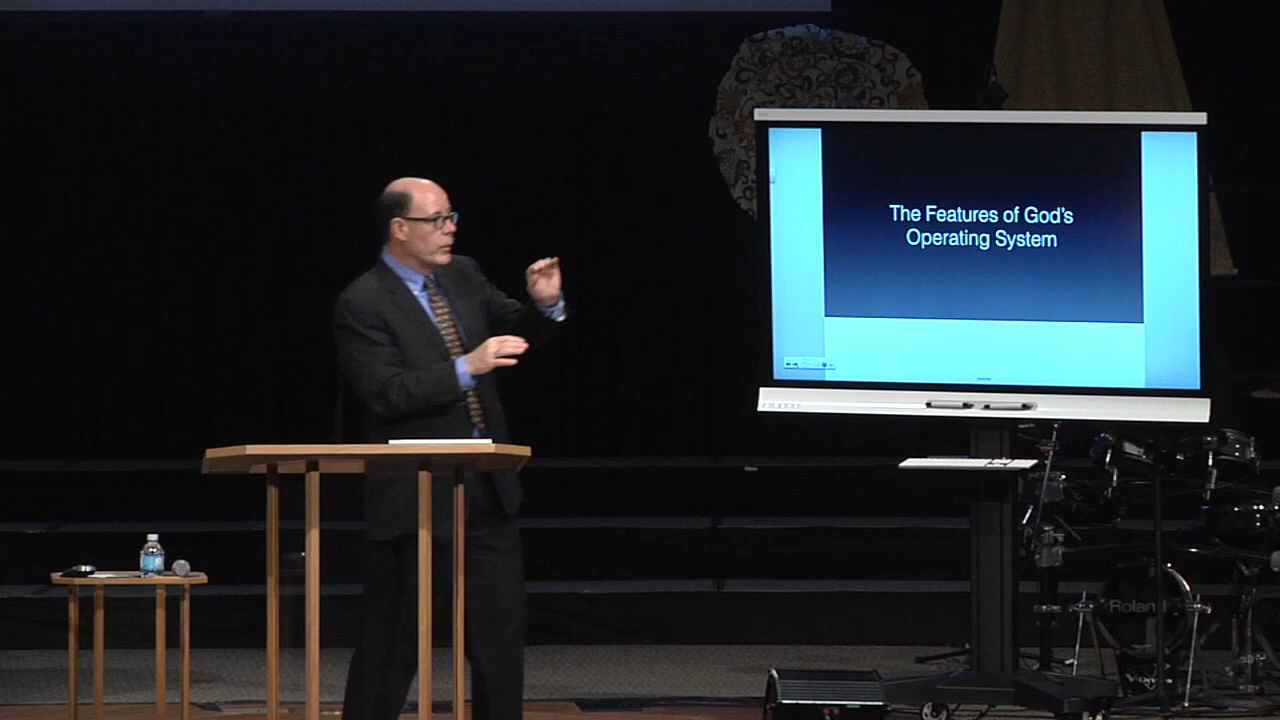 The Features of God's
Operating System
Roland